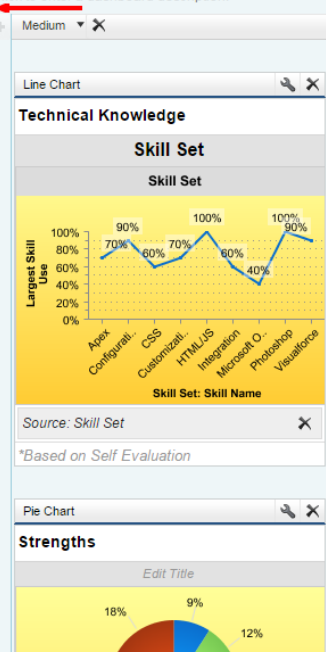 Medium
Line Chart
Technical Knowledge
Skill Set
Skill Set
Largest Skill
Use
100%
80%
60%
40%
20%
0%
70%
90%
60%
70%
100%
60%
40%
100%
90%
Apex
Configurati..
CSS
Customizati..
HTML/JS
Integration
Microsoft O..
Photoshop
Visualforce
Skill Set: Skill Name
Source: Skill Set
*Based on Self Evaluation
Pie Chart
Strengths
Edit Title
18%
9%
12%